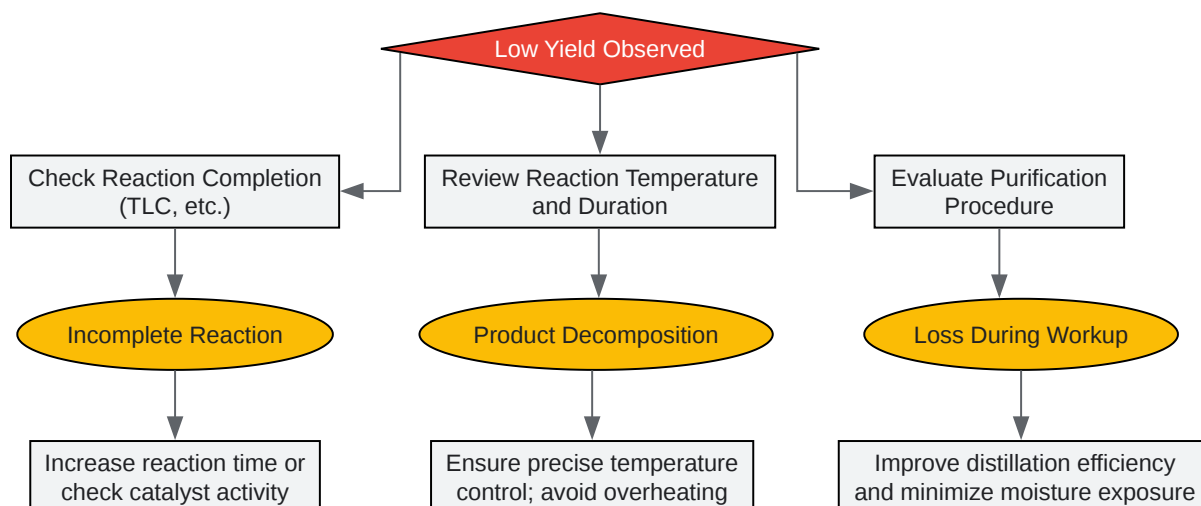 Low Yield Observed
Check Reaction Completion
(TLC, etc.)
Review Reaction Temperature
and Duration
Evaluate Purification
Procedure
Incomplete Reaction
Product Decomposition
Loss During Workup
Increase reaction time or
check catalyst activity
Ensure precise temperature
control; avoid overheating
Improve distillation efficiency
and minimize moisture exposure